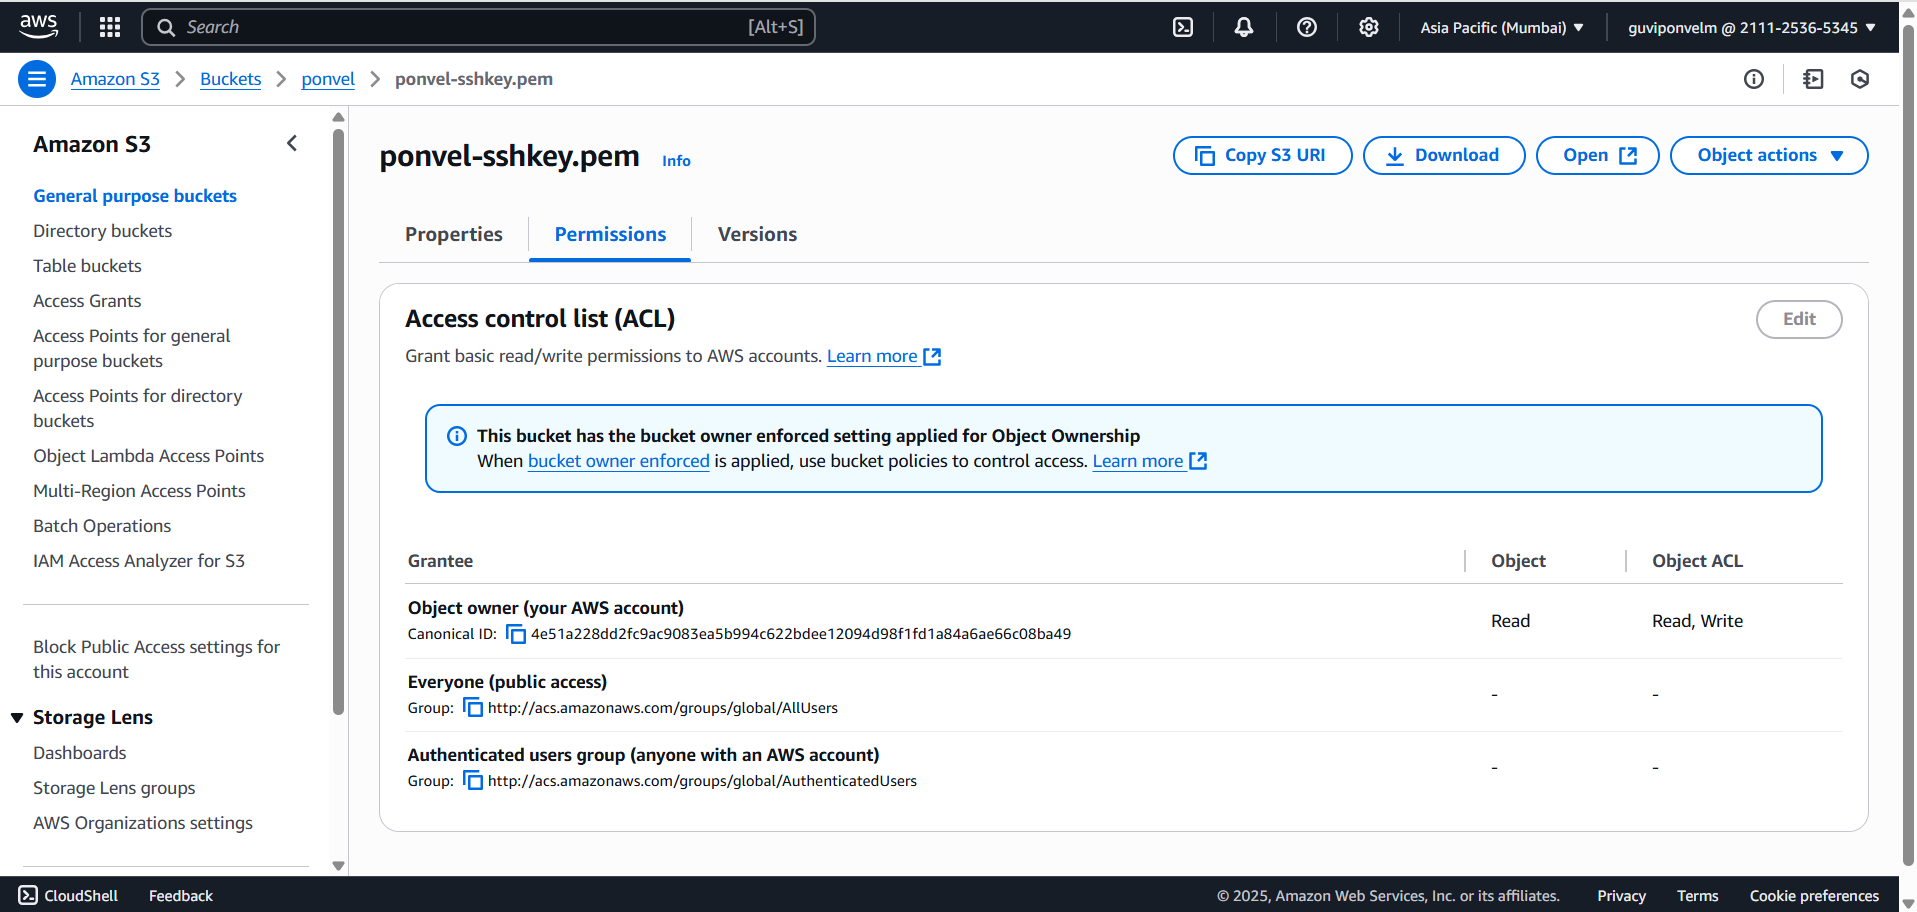 aws
Search
[Alt+S]
Asia Pacific (Mumbai)
guviponvelm @ 2111-2536-5345
Amazon S3
Buckets
ponvel
ponvel-sshkey.pem
Amazon S3
General purpose buckets
Directory buckets
Table buckets
Access Grants
Access Points for general
purpose buckets
Access Points for directory
buckets
Object Lambda Access Points
Multi-Region Access Points
Batch Operations
IAM Access Analyzer for S3
Block Public Access settings for
this account
Storage Lens
Dashboards
Storage Lens groups
AWS Organizations settings
ponvel-sshkey.pem Info
Copy S3 URI
Download
Open
Object actions
Properties
Permissions
Versions
Access control list (ACL)
Edit
Grant basic read/write permissions to AWS accounts. Learn more
This bucket has the bucket owner enforced setting applied for Object Ownership
When bucket owner enforced is applied, use bucket policies to control access. Learn more
Grantee
Object
Object ACL
Object owner (your AWS account)
Canonical ID: 4e51a228dd2fc9ac9083ea5b994c622bdee12094d98f1fd1a84a6ae66c08ba49
Read
Read, Write
Everyone (public access)
Group: http://acs.amazonaws.com/groups/global/AllUsers
-
-
Authenticated users group (anyone with an AWS account)
Group: http://acs.amazonaws.com/groups/global/AuthenticatedUsers
-
-
CloudShell
Feedback
© 2025, Amazon Web Services, Inc. or its affiliates.
Privacy
Terms
Cookie preferences